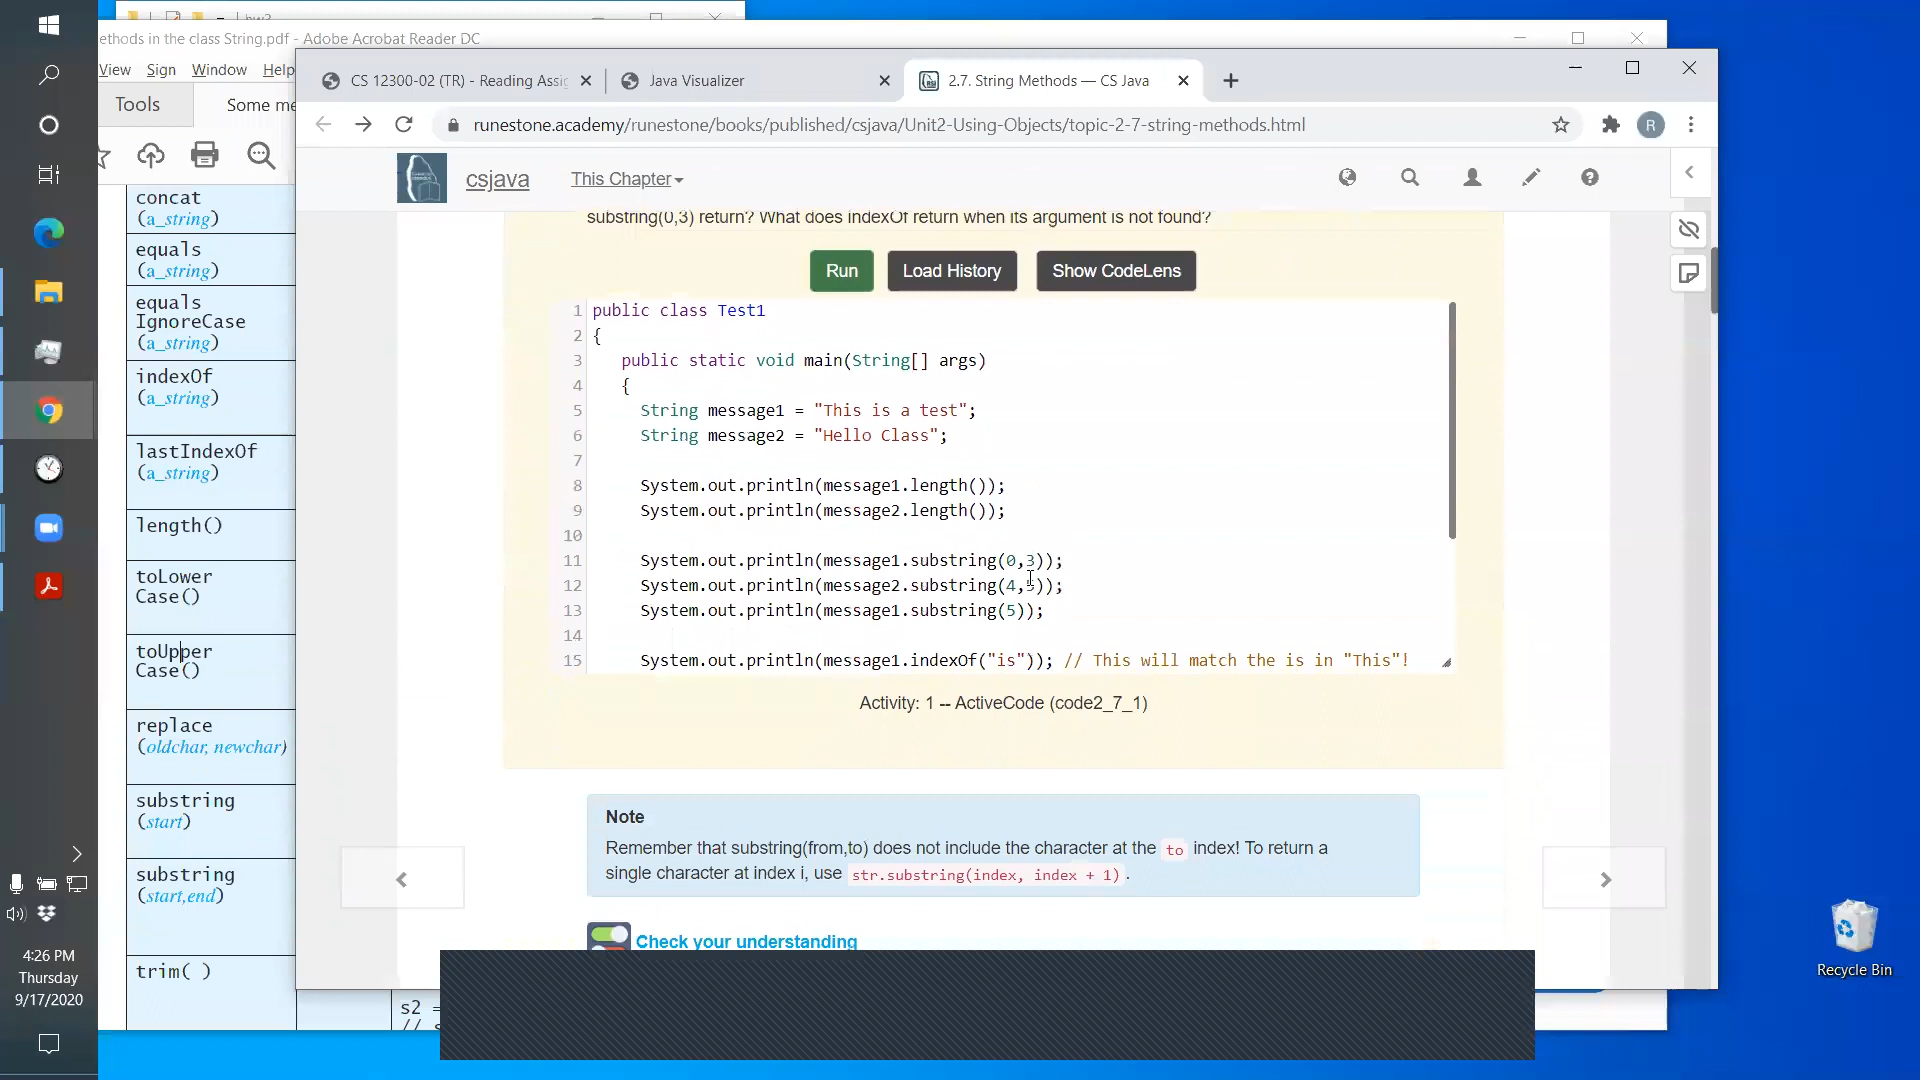 ethods in the class String.pdf - Adobe Acrobat Reader DC
View Sign Window Help
Tools
Some me
CS 12300-02 (TR) - Reading Assig
Java Visualizer
2.7. String Methods — CS Java
runestone.academy/runestone/books/published/csjava/Unit2-Using-Objects/topic-2-7-string-methods.html
R
csjava
This Chapter
substring(0,3) return? What does indexOf return when its argument is not found?
Run
Load History
Show CodeLens
1 public class Test1
2 {
3 public static void main(String[] args)
4 {
5 String message1 = "This is a test";
6 String message2 = "Hello Class";
7
8 System.out.println(message1.length());
9 System.out.println(message2.length());
10
11 System.out.println(message1.substring(0,3));
12 System.out.println(message2.substring(4,5));
13 System.out.println(message1.substring(5));
14
15 System.out.println(message1.indexOf("is")); // This will match the is in "This"!
Activity: 1 -- ActiveCode (code2_7_1)
Note
Remember that substring(from,to) does not include the character at the to index! To return a
single character at index i, use str.substring(index, index + 1).
Check your understanding
concat
(a_string)
equals
(a_string)
equals
IgnoreCase
(a_string)
indexOf
(a_string)
lastIndexOf
(a_string)
length()
toLower
Case()
toUpper
Case()
replace
(oldchar, newchar)
substring
(start)
substring
(start,end)
trim( )
s2 =
4:26 PM
Thursday
9/17/2020
Recycle Bin